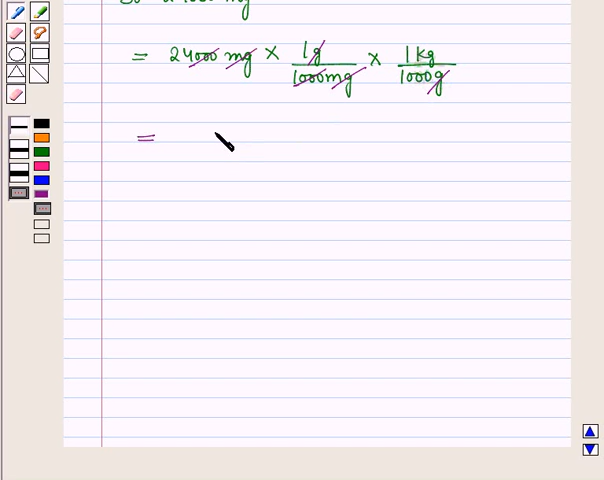 = 24000 mg × 1g/1000mg × 1Kg/1000g
=